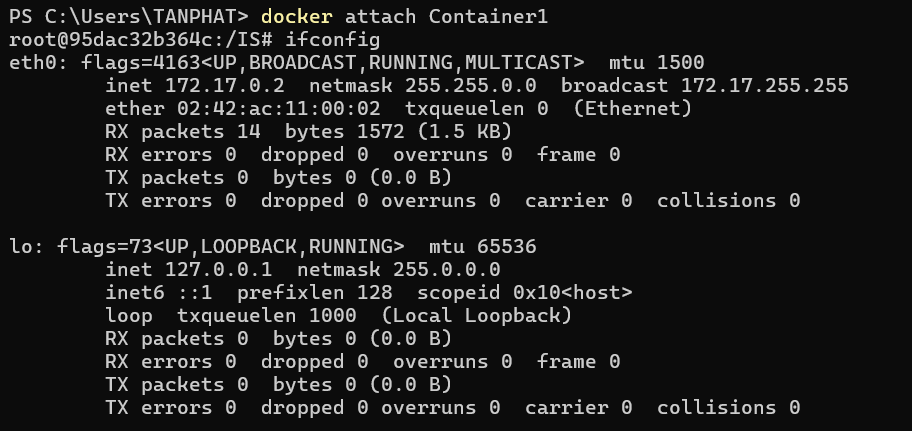 PS C:\Users\TANPHAT> docker attach Container1
root@95dac32b364c:/IS# ifconfig
eth0: flags=4163<UP,BROADCAST,RUNNING,MULTICAST>  mtu 1500
        inet 172.17.0.2  netmask 255.255.0.0  broadcast 172.17.255.255
        ether 02:42:ac:11:00:02  txqueuelen 0  (Ethernet)
        RX packets 14  bytes 1572 (1.5 KB)
        RX errors 0  dropped 0  overruns 0  frame 0
        TX packets 0  bytes 0 (0.0 B)
        TX errors 0  dropped 0 overruns 0  carrier 0  collisions 0

lo: flags=73<UP,LOOPBACK,RUNNING>  mtu 65536
        inet 127.0.0.1  netmask 255.0.0.0
        inet6 ::1  prefixlen 128  scopeid 0x10<host>
        loop  txqueuelen 1000  (Local Loopback)
        RX packets 0  bytes 0 (0.0 B)
        RX errors 0  dropped 0  overruns 0  frame 0
        TX packets 0  bytes 0 (0.0 B)
        TX errors 0  dropped 0 overruns 0  carrier 0  collisions 0